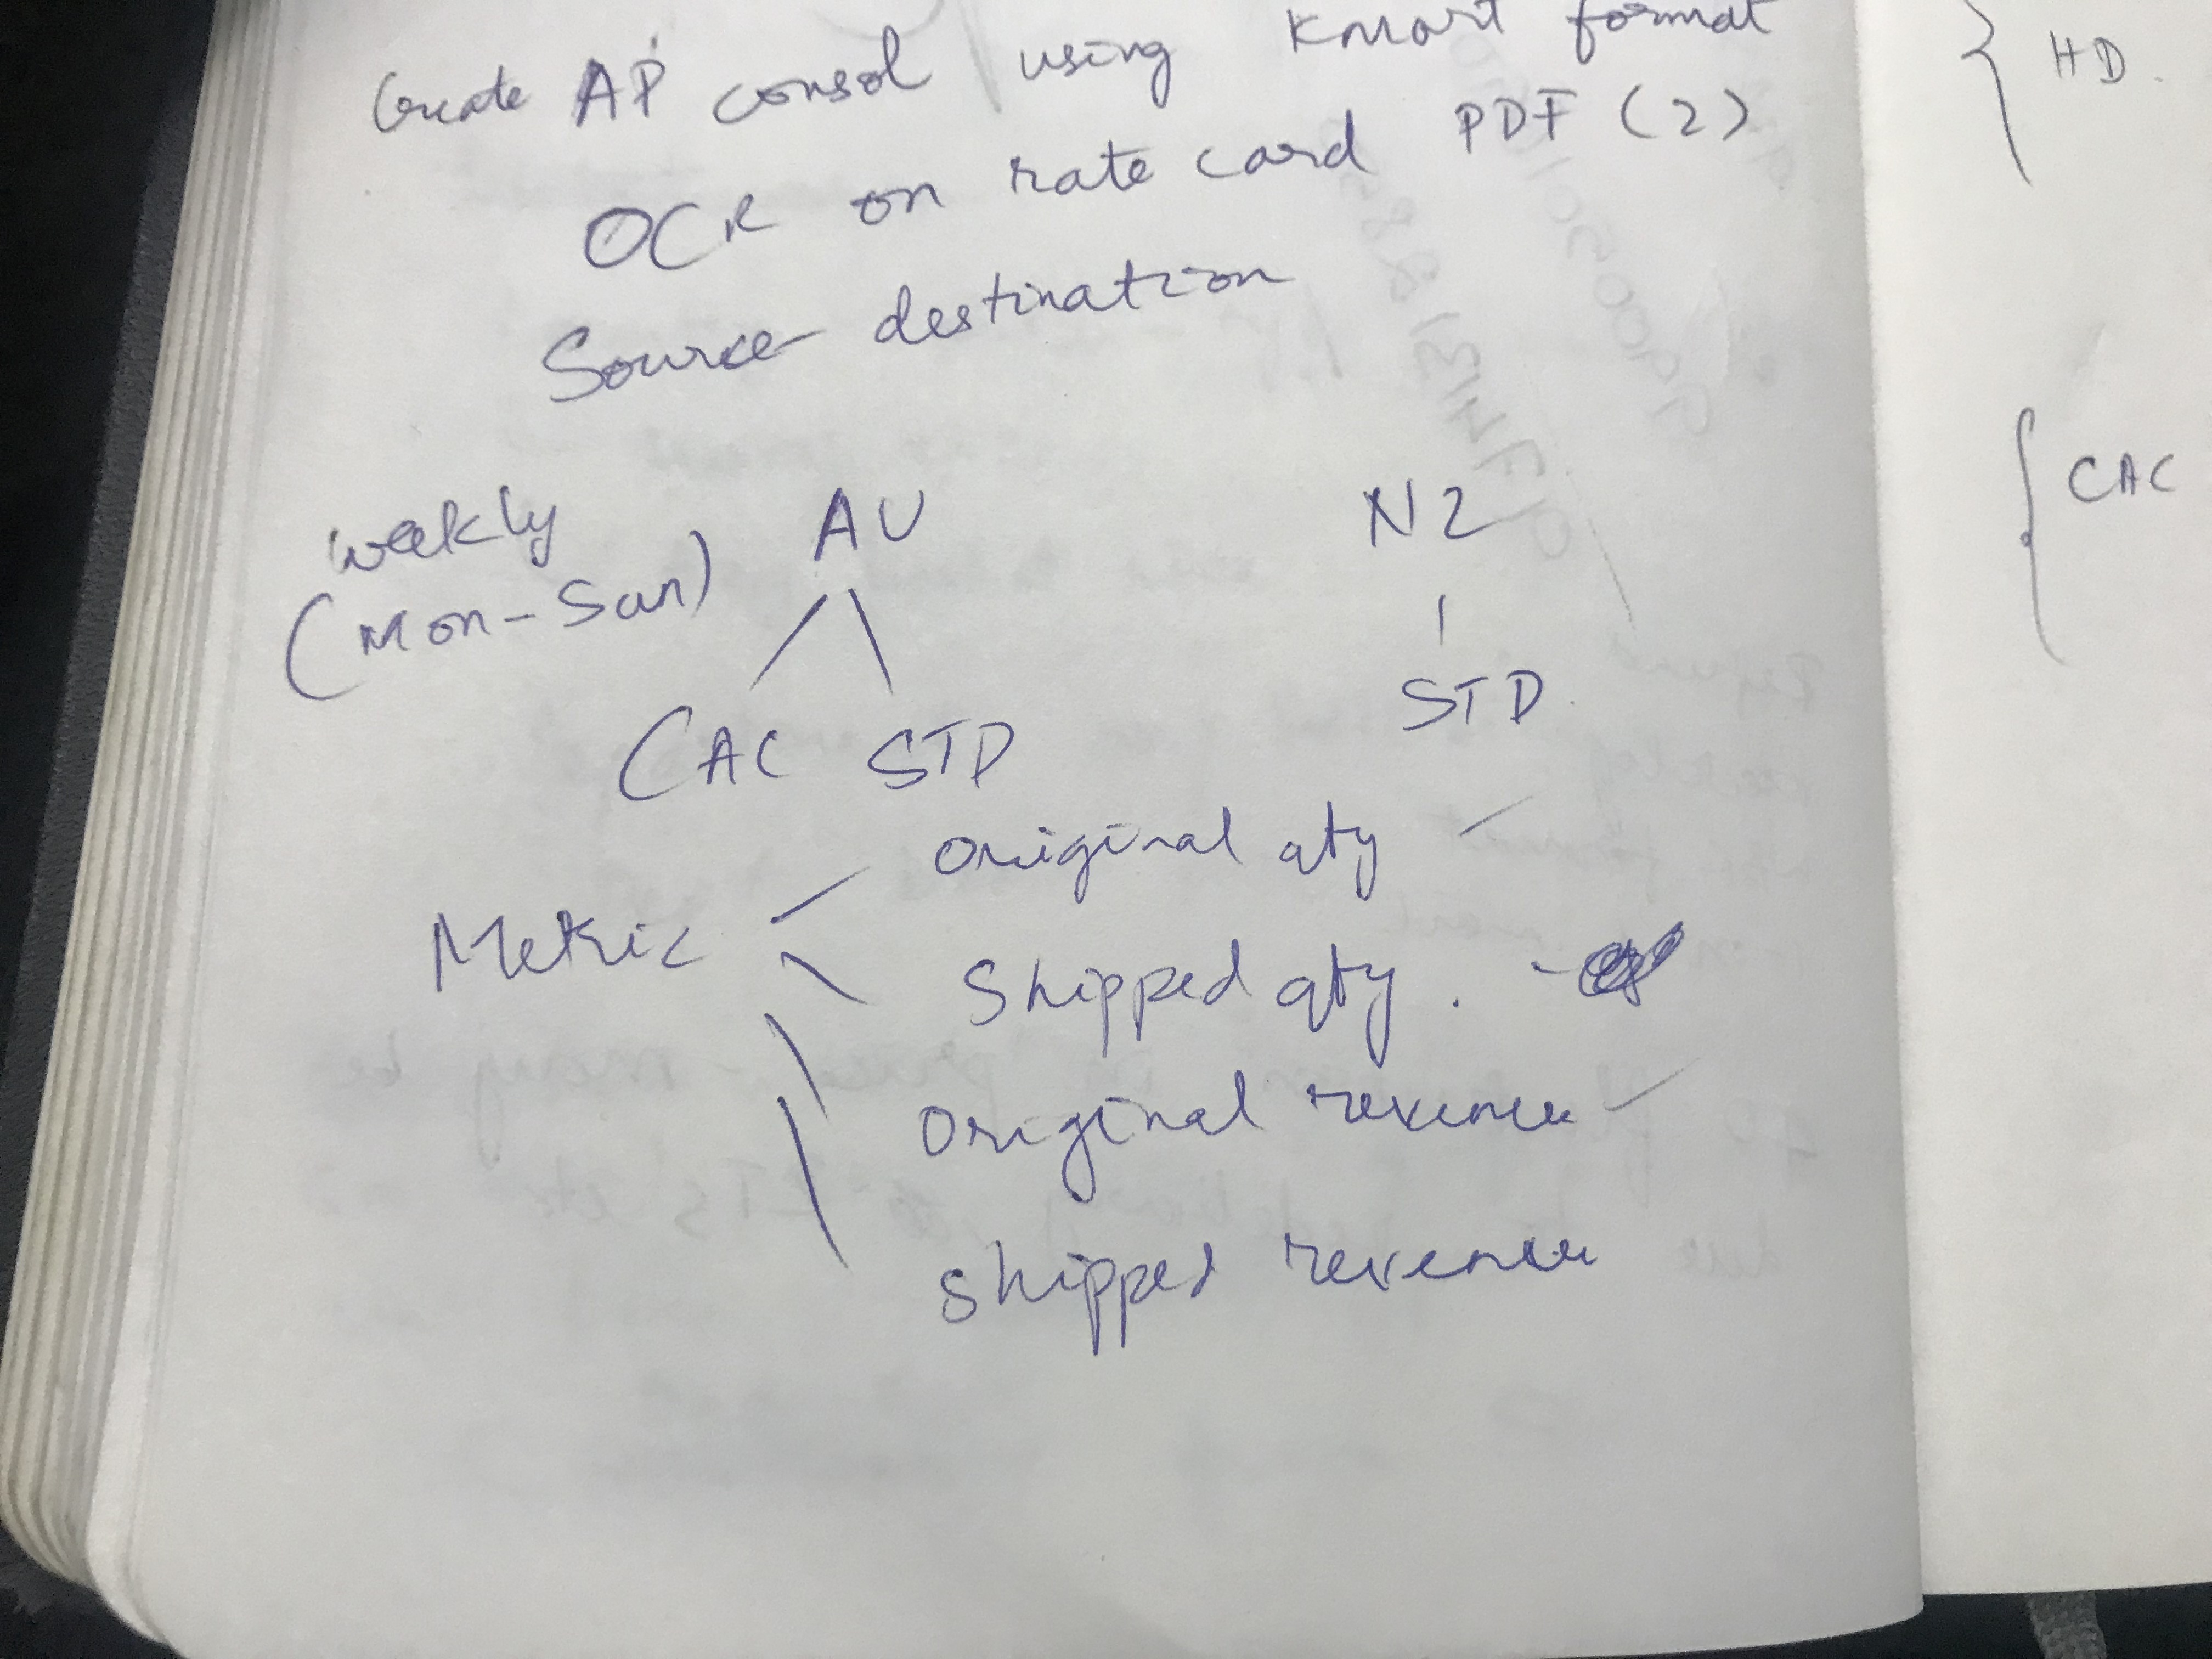 Create AP consol using Kmart format
OCR on rate card PDF (2)
Source destination
weekly
(Mon-Sun)
AU
NZ
CAC STD
STD.
Metric
Original qty
Shipped qty.
Original revenue
Shipped revenue
HD.
CAC